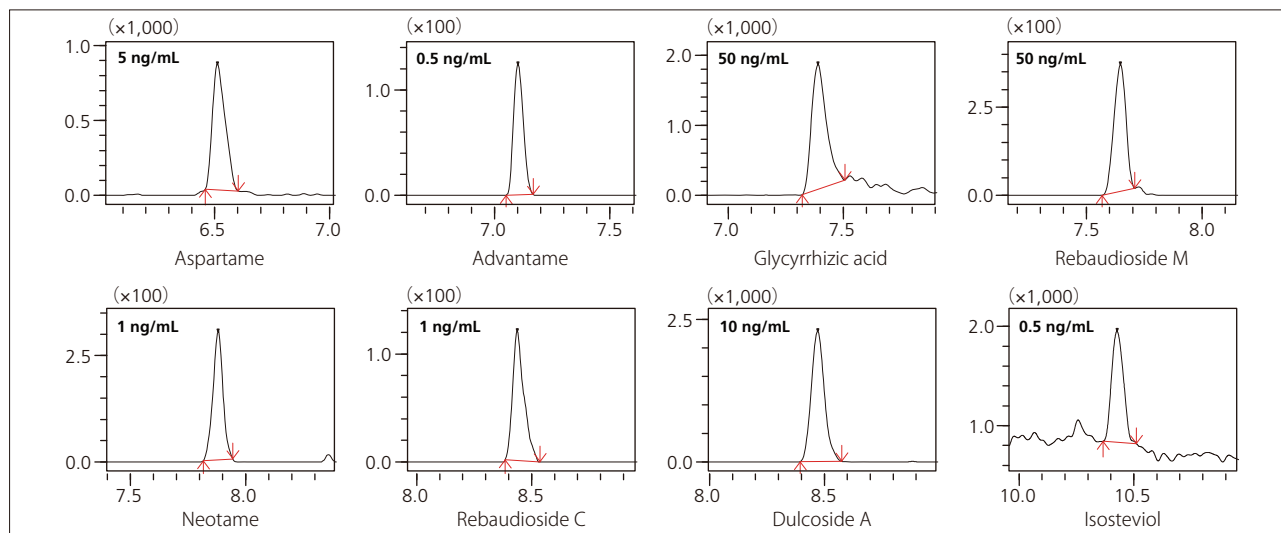 (×1,000)
1.0
0.5
0.0
5 ng/mL
6.5
7.0
Aspartame
(×100)
1.0
0.0
0.5 ng/mL
7.0
7.5
Advantame
(×1,000)
2.0
1.0
0.0
50 ng/mL
7.0
7.5
Glycyrrhizic acid
(×100)
2.5
0.0
50 ng/mL
7.5
8.0
Rebaudioside M
(×100)
2.5
0.0
1 ng/mL
7.5
8.0
Neotame
(×100)
1.0
0.0
1 ng/mL
8.0
8.5
Rebaudioside C
(×1,000)
2.5
0.0
10 ng/mL
8.0
8.5
Dulcoside A
(×1,000)
2.0
1.0
0.5 ng/mL
10.0
10.5
Isosteviol